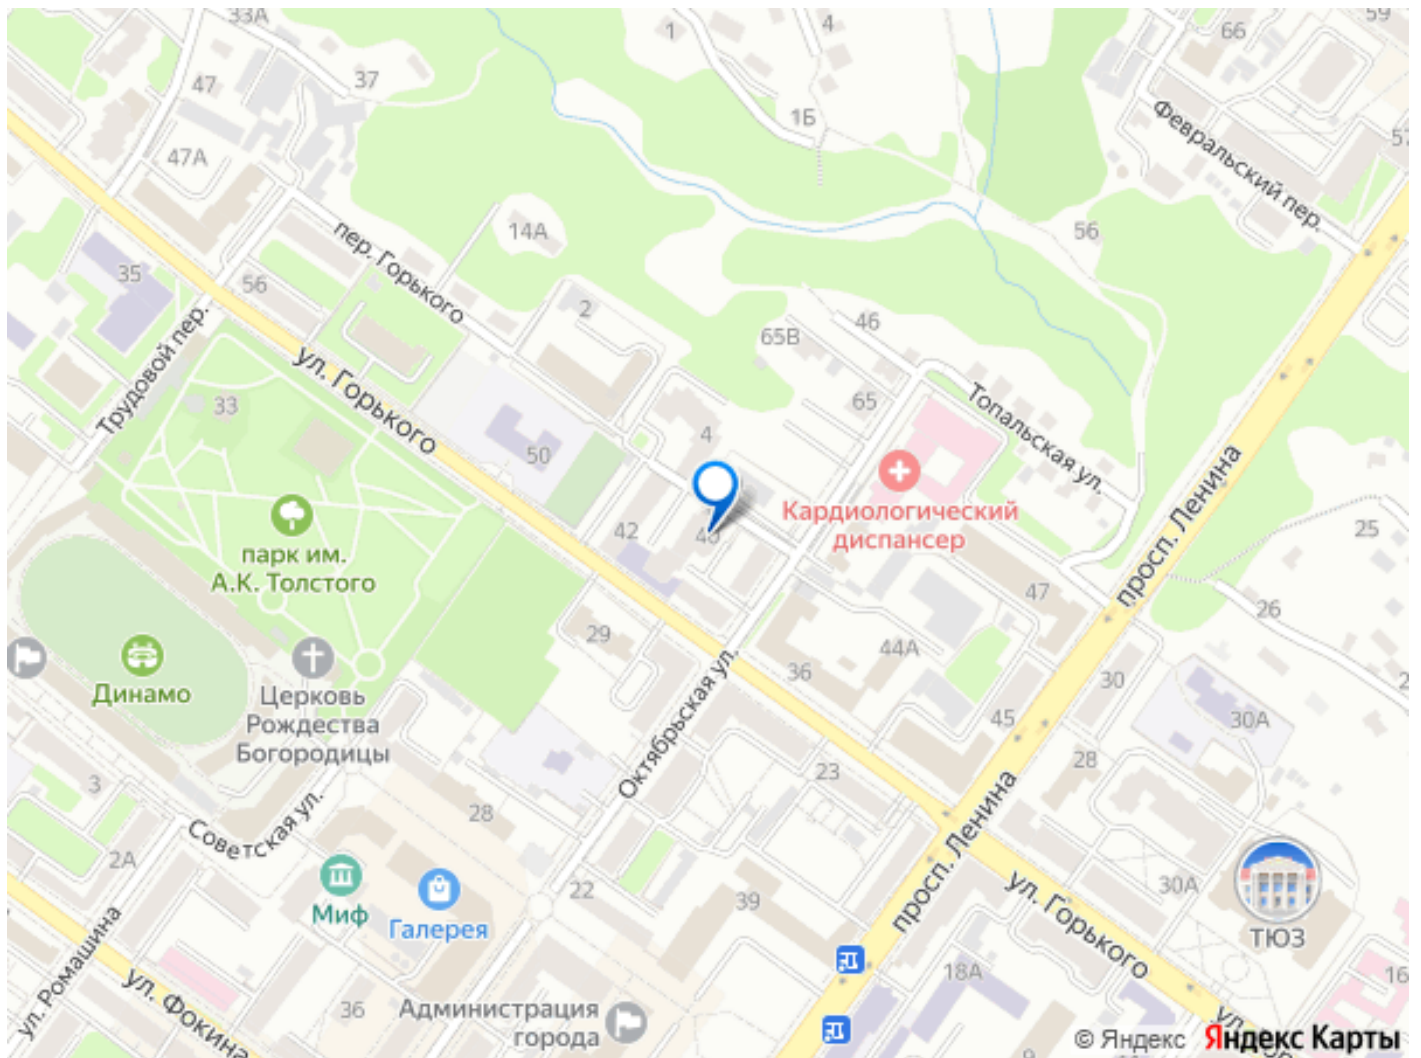 33А
4
1
59
66
37
47
1Б
57
Февральский пер.
47А
14А
56
пер. Горького
35
56
2
65В
46
Трудовой пер.
ул. Горького
33
65
Топальская ул.
4
50
просп. Ленина
Кардиологический
диспансер
25
42
40
парк им.
А.К. Толстого
47
26
29
44А
36
30
Динамо
Церковь
Рождества
Богородицы
Октябрьская ул.
45
30А
28
3
23
Советская ул.
28
просп. Ленина
2А
22
39
30А
Миф
Галерея
ул. Горького
ТЮЗ
ул. Ромашина
ул. Фокина
18А
16
36
Администрация
города
9
ул.
© Яндекс Яндекс Карты